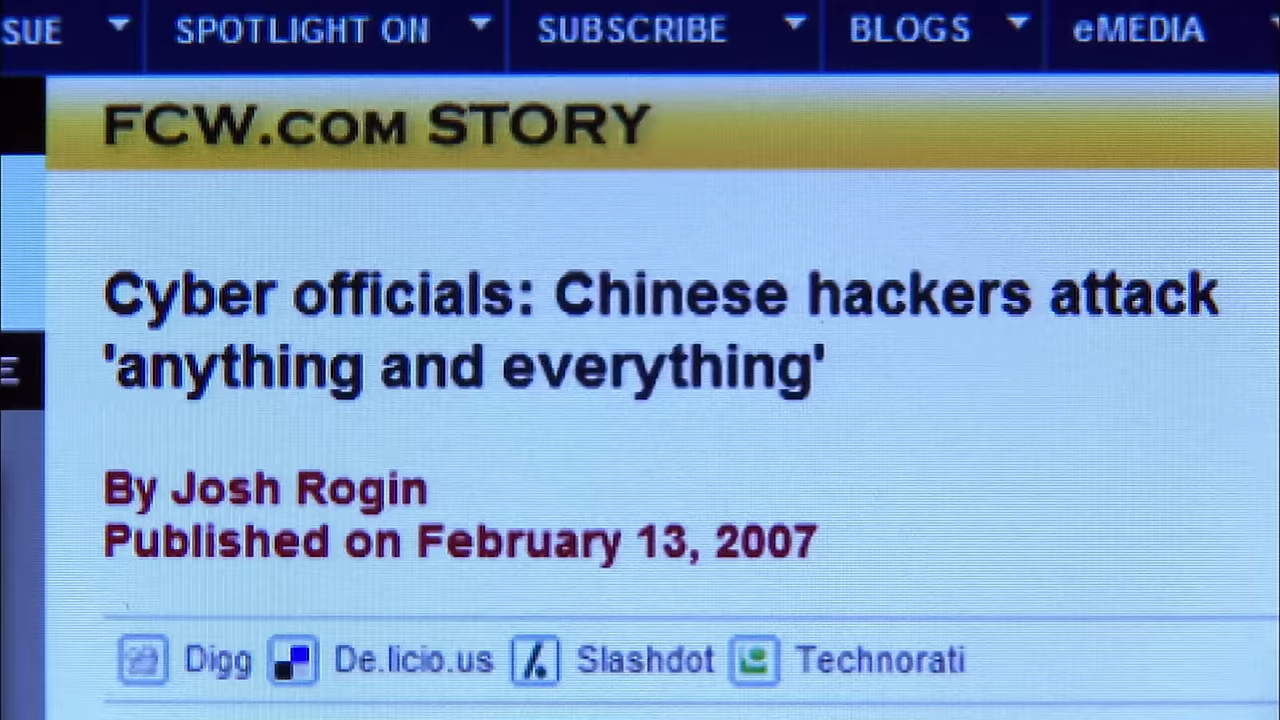 SUE SPOTLIGHT ON SUBSCRIBE BLOGS eMEDIA
FCW.COM STORY
E
Cyber officials: Chinese hackers attack
'anything and everything'
By Josh Rogin
Published on February 13, 2007
Digg De.licio.us Slashdot Technorati